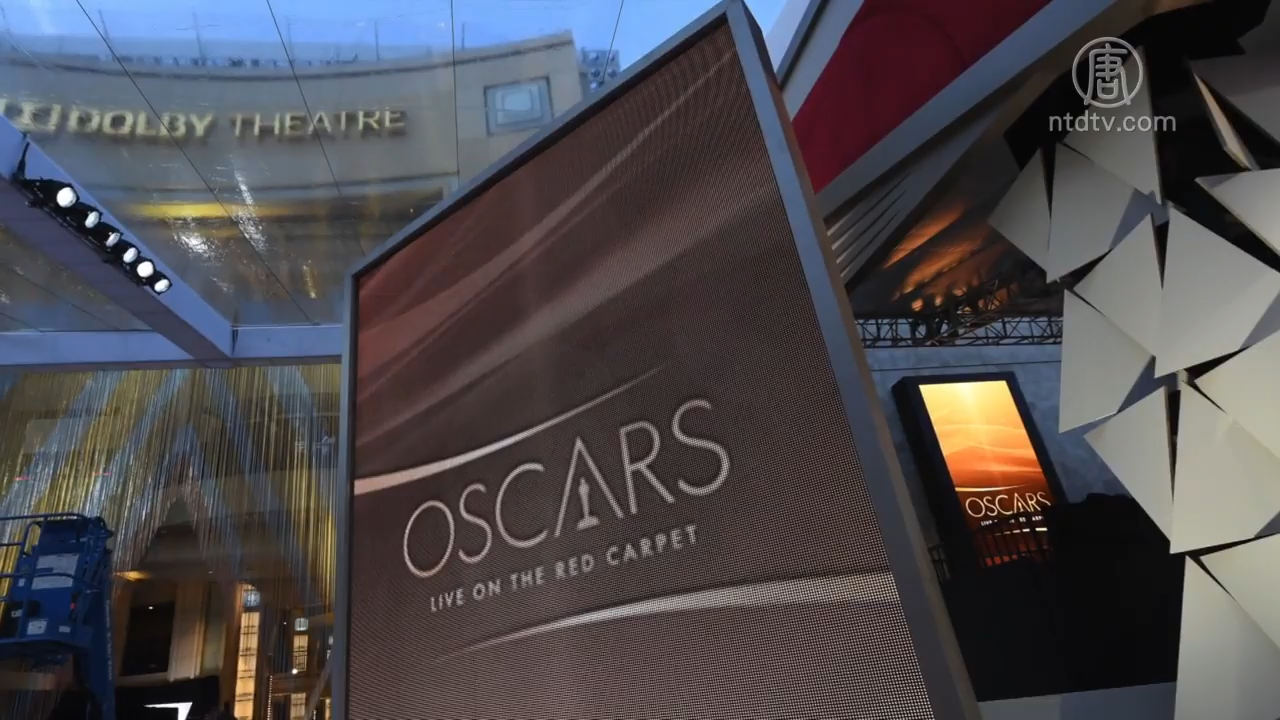 DOLBY THEATRE
唐
ntdtv.com
OSCARS
LIVE ON THE RED CARPET
OSCARS